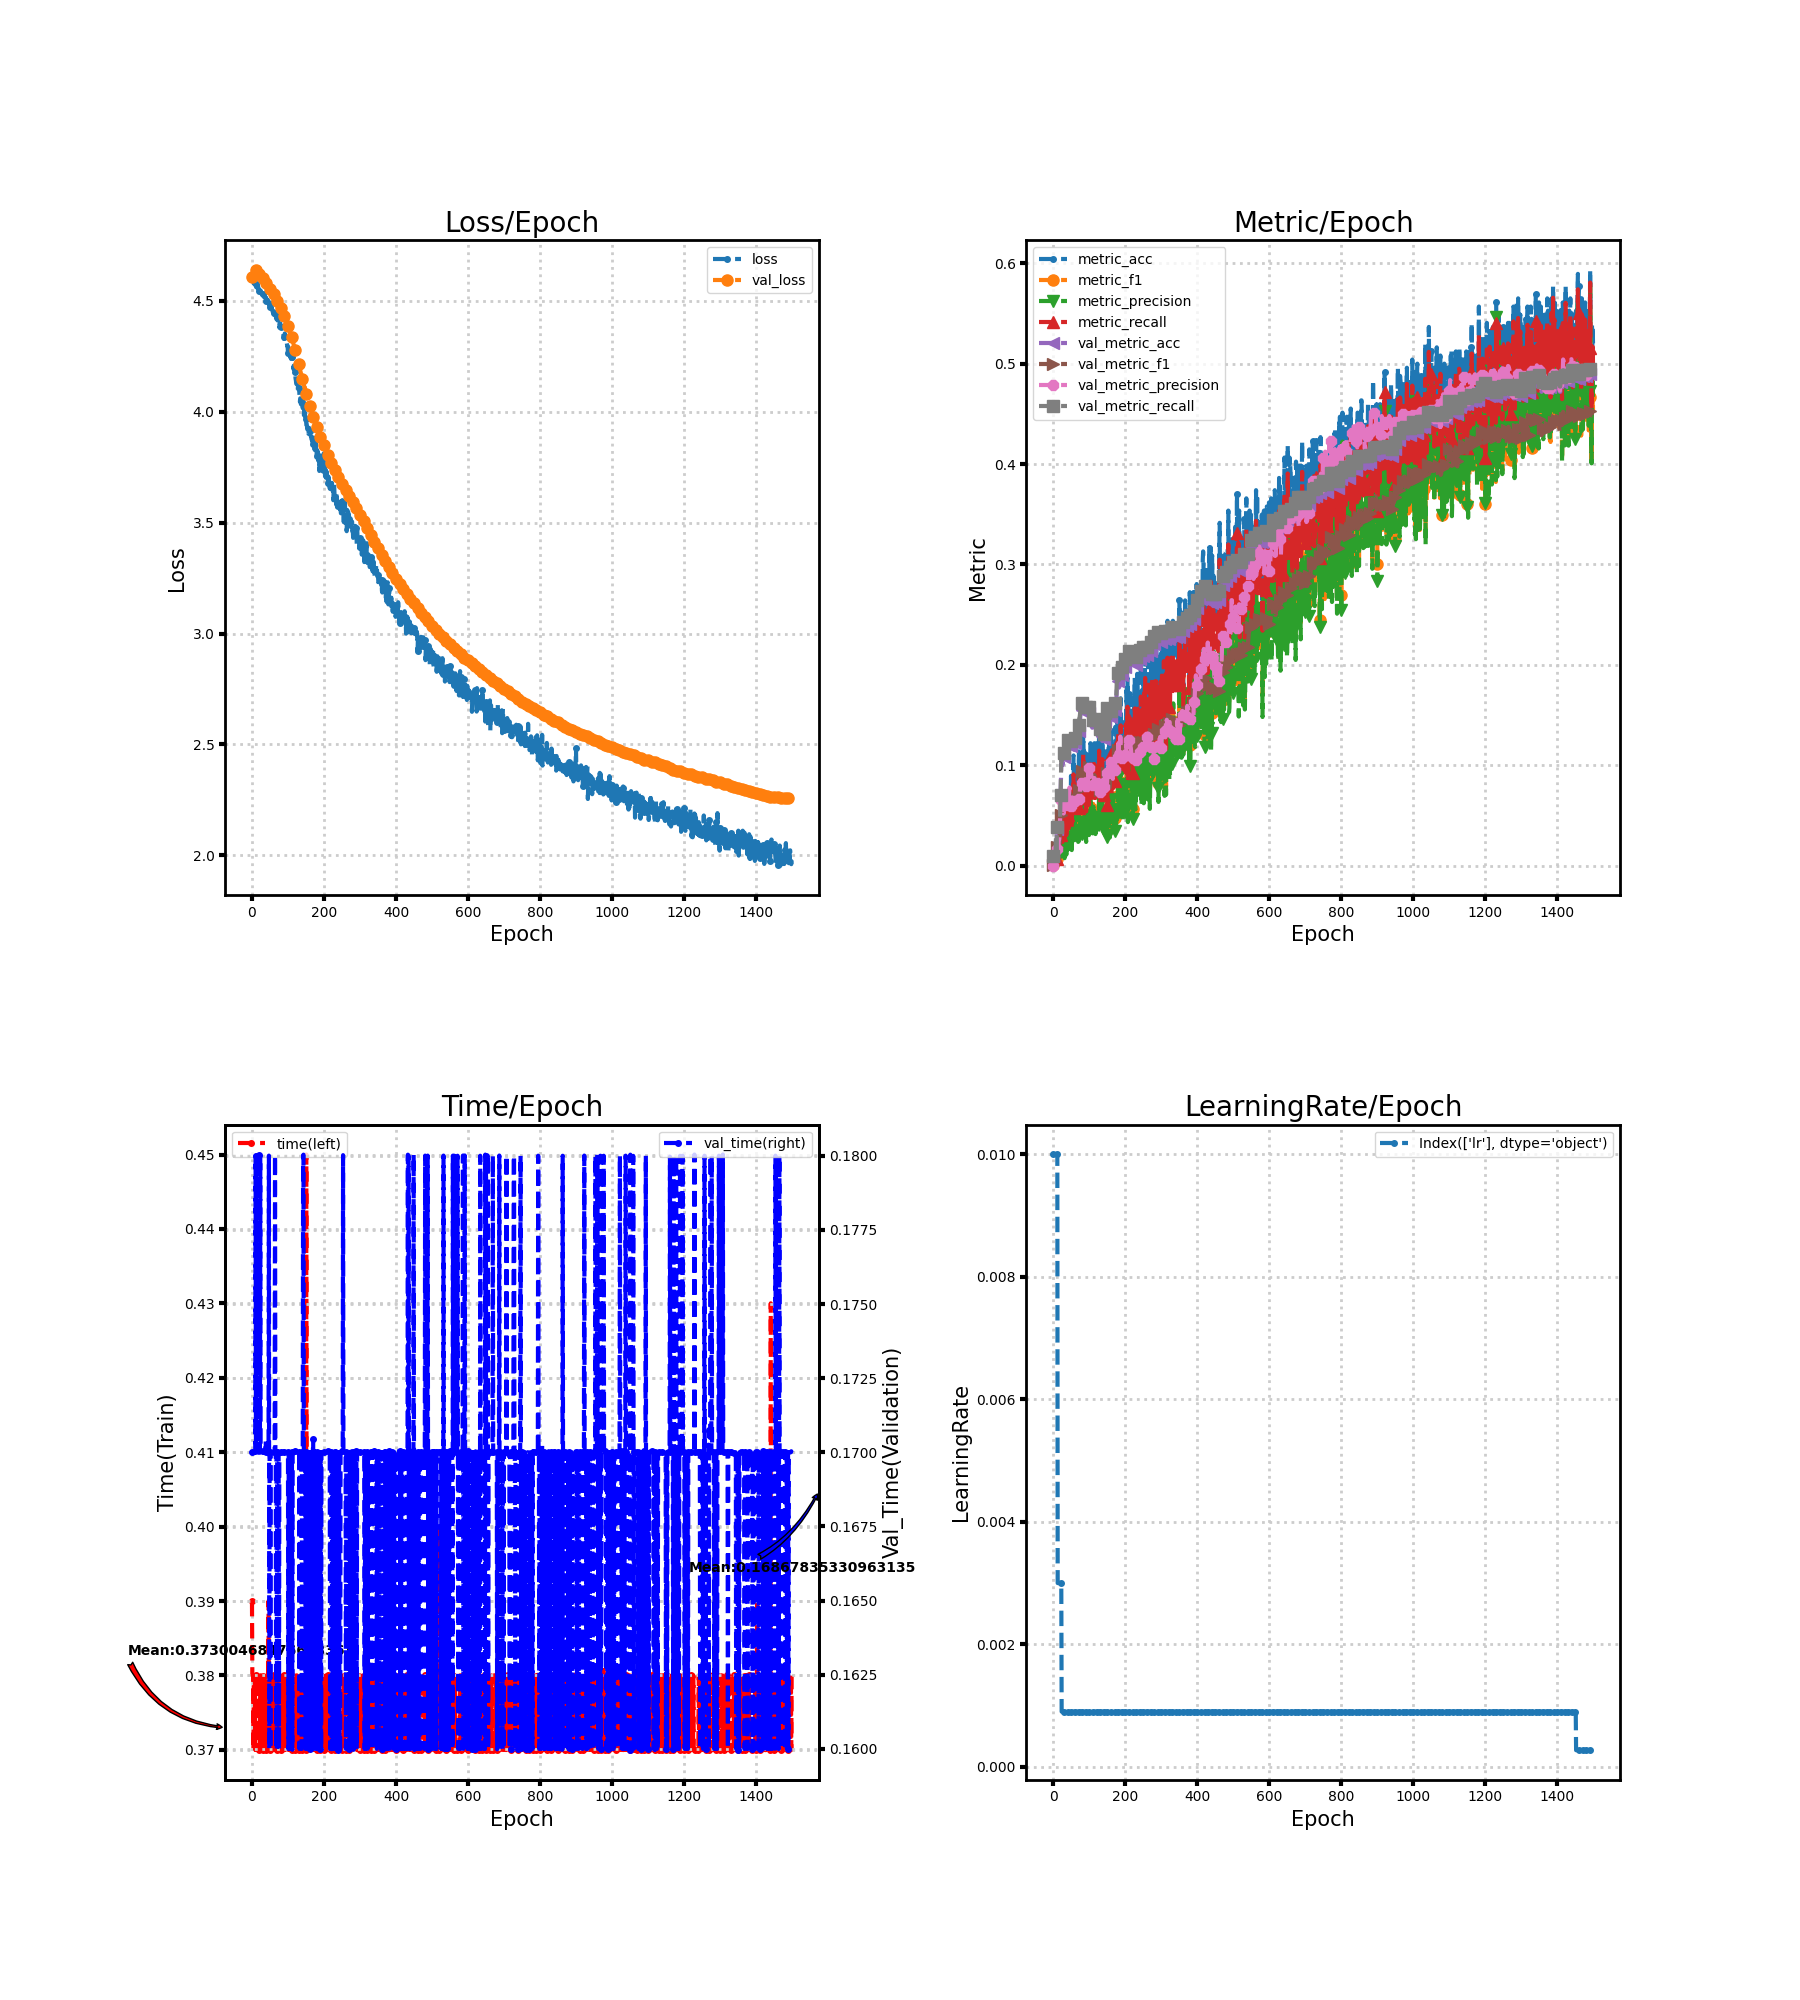 Loss/Epoch
loss
val_loss
4.5
4.0
3.5
3.0
2.5
2.0
Loss
0
200
400
600
800
1000
1200
1400
Epoch
Metric/Epoch
metric_acc
metric_f1
metric_precision
metric_recall
val_metric_acc
val_metric_f1
val_metric_precision
val_metric_recall
0.6
0.5
0.4
0.3
0.2
0.1
0.0
Metric
0
200
400
600
800
1000
1200
1400
Epoch
Time/Epoch
time(left)
val_time(right)
0.45
0.44
0.43
0.42
0.41
0.40
0.39
0.38
0.37
Time(Train)
0.1800
0.1775
0.1750
0.1725
0.1700
0.1675
0.1650
0.1625
0.1600
Val_Time(Validation)
Mean:0.16867835330963135
0
200
400
600
800
1000
1200
1400
Epoch
LearningRate/Epoch
Index(['lr'], dtype='object')
0.010
0.008
0.006
0.004
0.002
0.000
LearningRate
0
200
400
600
800
1000
1200
1400
Epoch